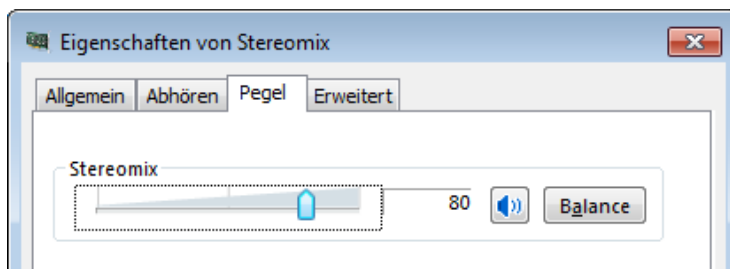 Eigenschaften von Stereomix
Allgemein Abhören Pegel Erweitert
Stereomix
80 Balance